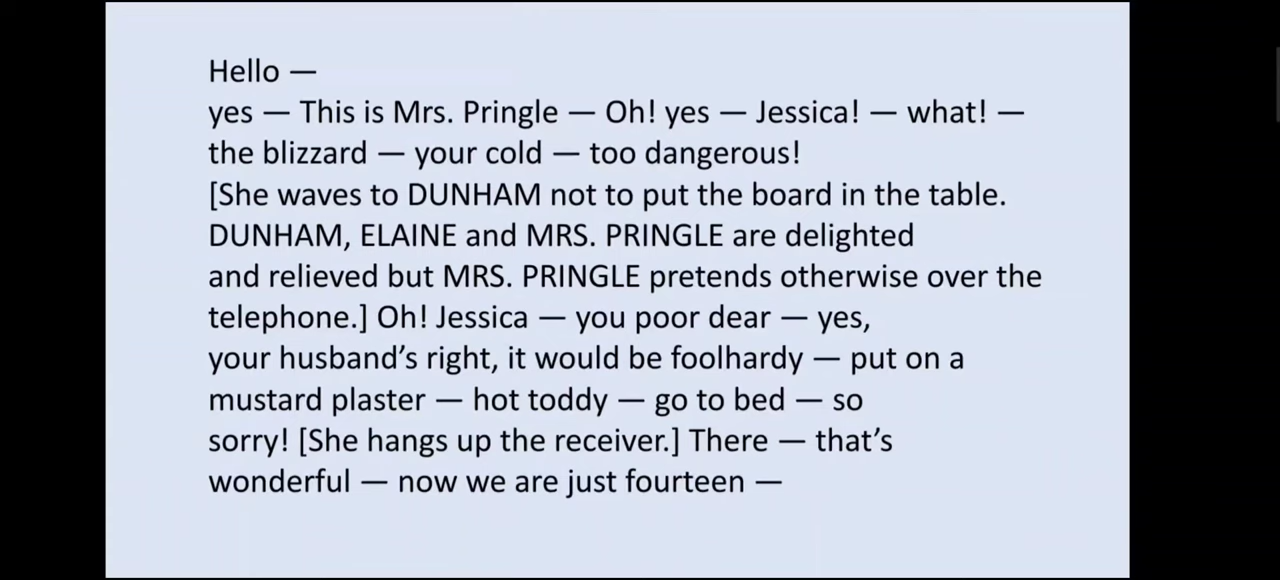 Hello —
yes — This is Mrs. Pringle — Oh! yes — Jessica! — what! —
the blizzard — your cold — too dangerous!
[She waves to DUNHAM not to put the board in the table.
DUNHAM, ELAINE and MRS. PRINGLE are delighted
and relieved but MRS. PRINGLE pretends otherwise over the
telephone.] Oh! Jessica — you poor dear — yes,
your husband’s right, it would be foolhardy — put on a
mustard plaster — hot toddy — go to bed — so
sorry! [She hangs up the receiver.] There — that’s
wonderful — now we are just fourteen —